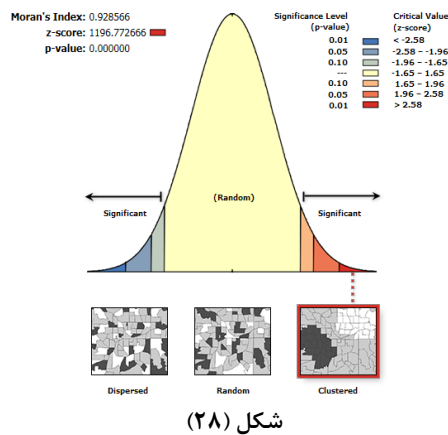 Moran's Index: 0.928566
z-score: 1196.772666
p-value: 0.000000
Significance Level (p-value)
Critical Value (z-score)
0.01 < -2.58
0.05 -2.58 – -1.96
0.10 -1.96 – -1.65
--- -1.65 – 1.65
0.10 1.65 – 1.96
0.05 1.96 – 2.58
0.01 > 2.58
Significant
(Random)
Significant
Dispersed
Random
Clustered
شکل (۲۸)